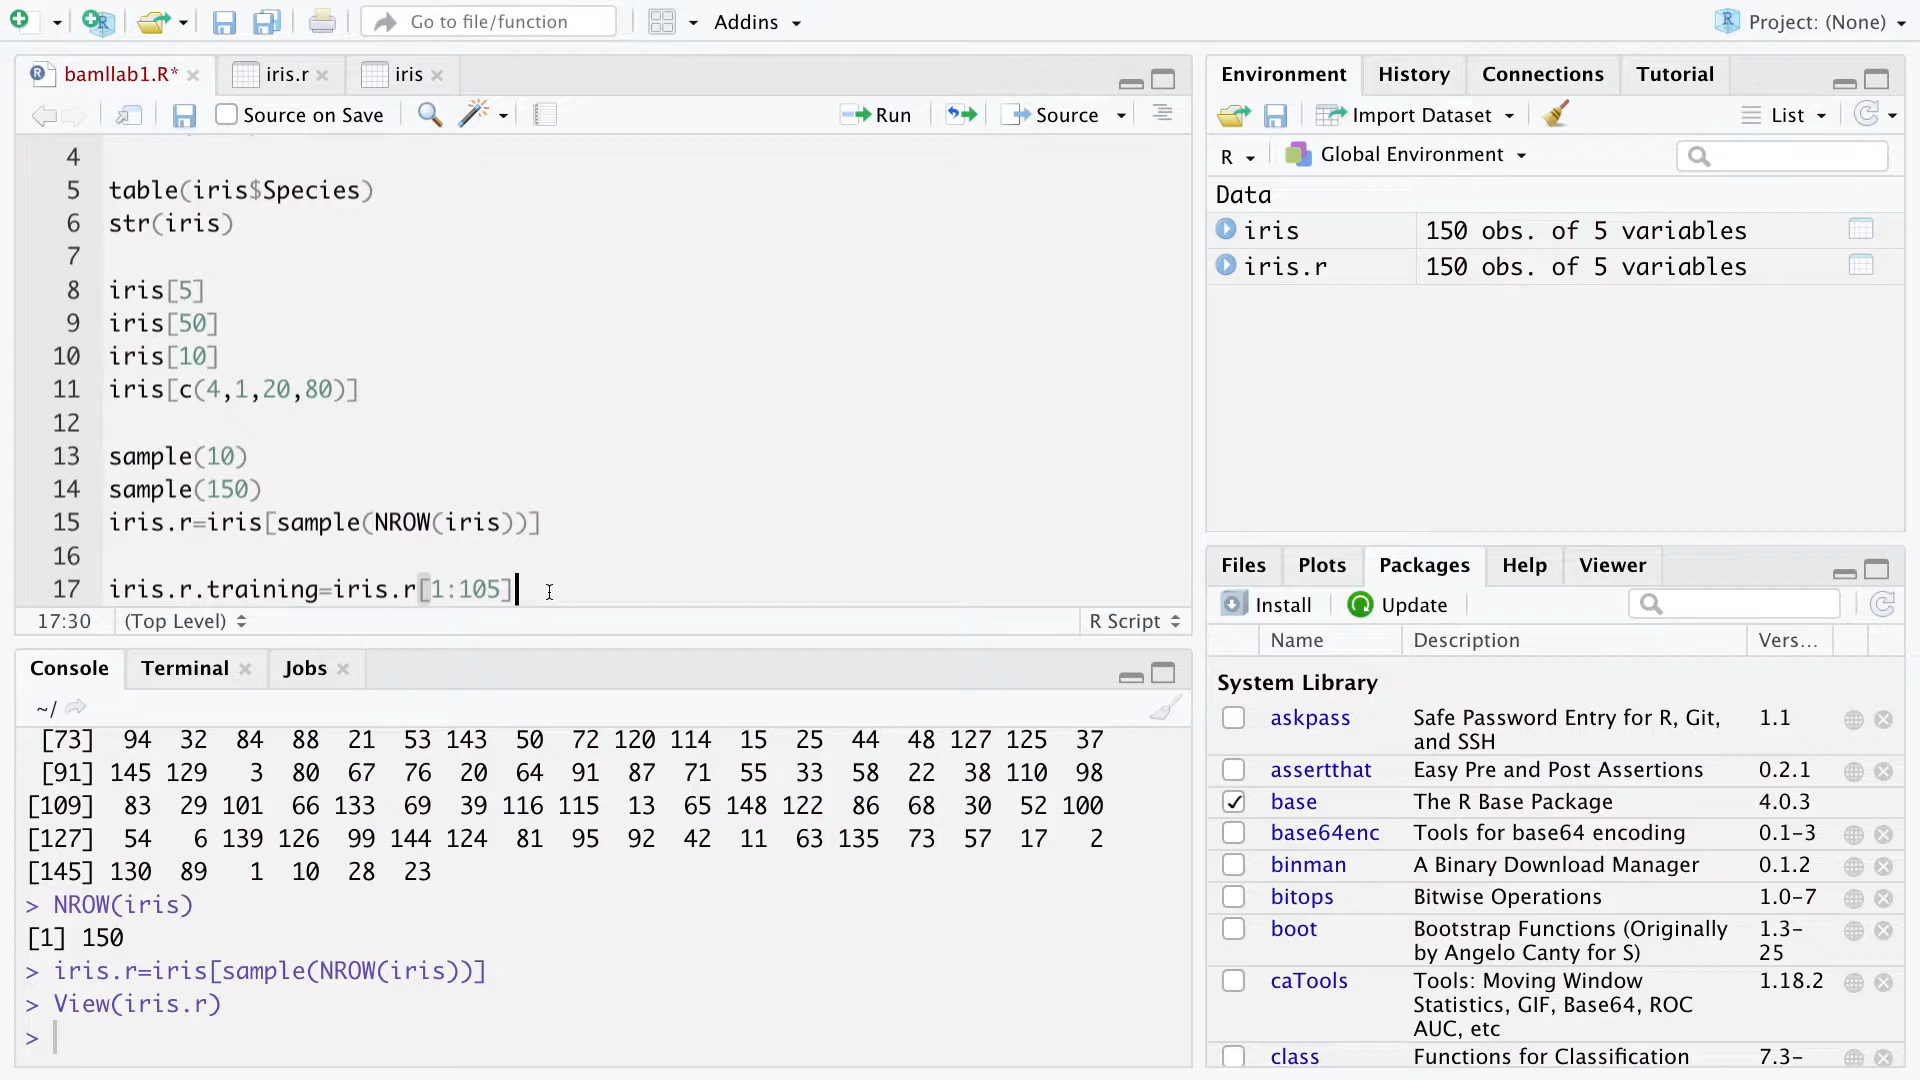 Go to file/function
Addins
Project: (None)
bamllab1.R*
iris.r
iris
Source on Save
Run
Source
4
5 table(iris$Species)
6 str(iris)
7
8 iris[5]
9 iris[50]
10 iris[10]
11 iris[c(4,1,20,80)]
12
13 sample(10)
14 sample(150)
15 iris.r=iris[sample(NROW(iris))]
16
17 iris.r.training=iris.r[1:105]
17:30 (Top Level) R Script
Console Terminal Jobs
~/
[73] 94 32 84 88 21 53 143 50 72 120 114 15 25 44 48 127 125 37
[91] 145 129 3 80 67 76 20 64 91 87 71 55 33 58 22 38 110 98
[109] 83 29 101 66 133 69 39 116 115 13 65 148 122 86 68 30 52 100
[127] 54 6 139 126 99 144 124 81 95 92 42 11 63 135 73 57 17 2
[145] 130 89 1 10 28 23
> NROW(iris)
[1] 150
> iris.r=iris[sample(NROW(iris))]
> View(iris.r)
>
Environment History Connections Tutorial
Import Dataset List
R Global Environment
Data
iris 150 obs. of 5 variables
iris.r 150 obs. of 5 variables
Files Plots Packages Help Viewer
Install Update
Name Description Vers...
System Library
askpass Safe Password Entry for R, Git, 1.1
and SSH
assertthat Easy Pre and Post Assertions 0.2.1
base The R Base Package 4.0.3
base64enc Tools for base64 encoding 0.1-3
binman A Binary Download Manager 0.1.2
bitops Bitwise Operations 1.0-7
boot Bootstrap Functions (Originally 1.3-
by Angelo Canty for S) 25
caTools Tools: Moving Window 1.18.2
Statistics, GIF, Base64, ROC
AUC, etc
class Functions for Classification 7.3-